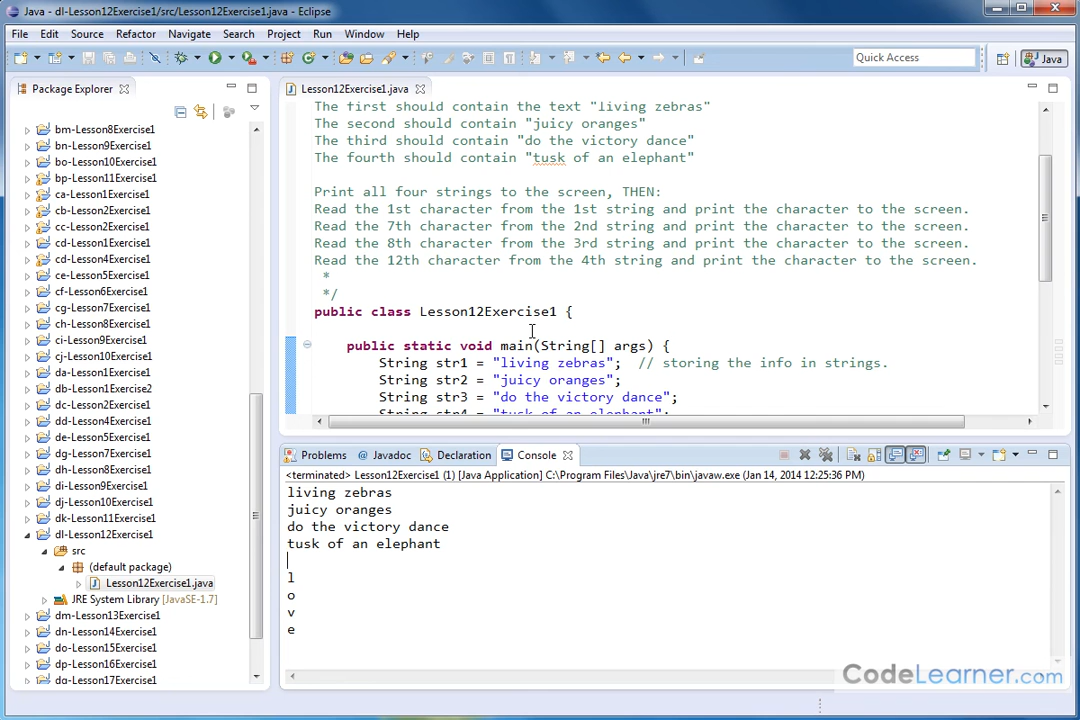 Java - dl-Lesson12Exercise1/src/Lesson12Exercise1.java - Eclipse
File Edit Source Refactor Navigate Search Project Run Window Help
Quick Access
Java
Package Explorer
bm-Lesson8Exercise1
bn-Lesson9Exercise1
bo-Lesson10Exercise1
bp-Lesson11Exercise1
ca-Lesson1Exercise1
cb-Lesson2Exercise1
cc-Lesson2Exercise1
cd-Lesson1Exercise1
cd-Lesson4Exercise1
ce-Lesson5Exercise1
cf-Lesson6Exercise1
cg-Lesson7Exercise1
ch-Lesson8Exercise1
ci-Lesson9Exercise1
cj-Lesson10Exercise1
da-Lesson1Exercise1
db-Lesson1Exercise2
dc-Lesson2Exercise1
dd-Lesson4Exercise1
de-Lesson5Exercise1
dg-Lesson7Exercise1
dh-Lesson8Exercise1
di-Lesson9Exercise1
dj-Lesson10Exercise1
dk-Lesson11Exercise1
dl-Lesson12Exercise1
src
(default package)
Lesson12Exercise1.java
JRE System Library [JavaSE-1.7]
dm-Lesson13Exercise1
dn-Lesson14Exercise1
do-Lesson15Exercise1
dp-Lesson16Exercise1
dq-Lesson17Exercise1
Lesson12Exercise1.java
The first should contain the text "living zebras"
The second should contain "juicy oranges"
The third should contain "do the victory dance"
The fourth should contain "tusk of an elephant"
Print all four strings to the screen, THEN:
Read the 1st character from the 1st string and print the character to the screen.
Read the 7th character from the 2nd string and print the character to the screen.
Read the 8th character from the 3rd string and print the character to the screen.
Read the 12th character from the 4th string and print the character to the screen.
*
*/
public class Lesson12Exercise1 {
public static void main(String[] args) {
String str1 = "living zebras"; // storing the info in strings.
String str2 = "juicy oranges";
String str3 = "do the victory dance";
String str4 = "tusk of an elephant";
Problems @ Javadoc Declaration Console
<terminated> Lesson12Exercise1 (1) [Java Application] C:\Program Files\Java\jre7\bin\javaw.exe (Jan 14, 2014 12:25:36 PM)
living zebras
juicy oranges
do the victory dance
tusk of an elephant
l
o
v
e
CodeLearner.com